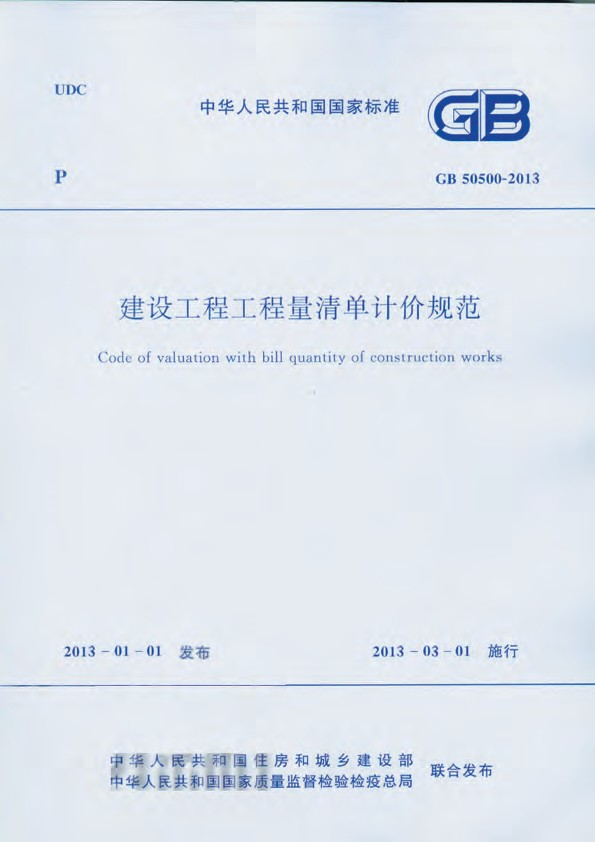 UDC
中华人民共和国国家标准
GB
P
GB 50500-2013
建设工程工程量清单计价规范
Code of valuation with bill quantity of construction works
2013-01-01 发布
2013-03-01 施行
中华人民共和国住房和城乡建设部
中华人民共和国国家质量监督检验检疫总局
联合发布